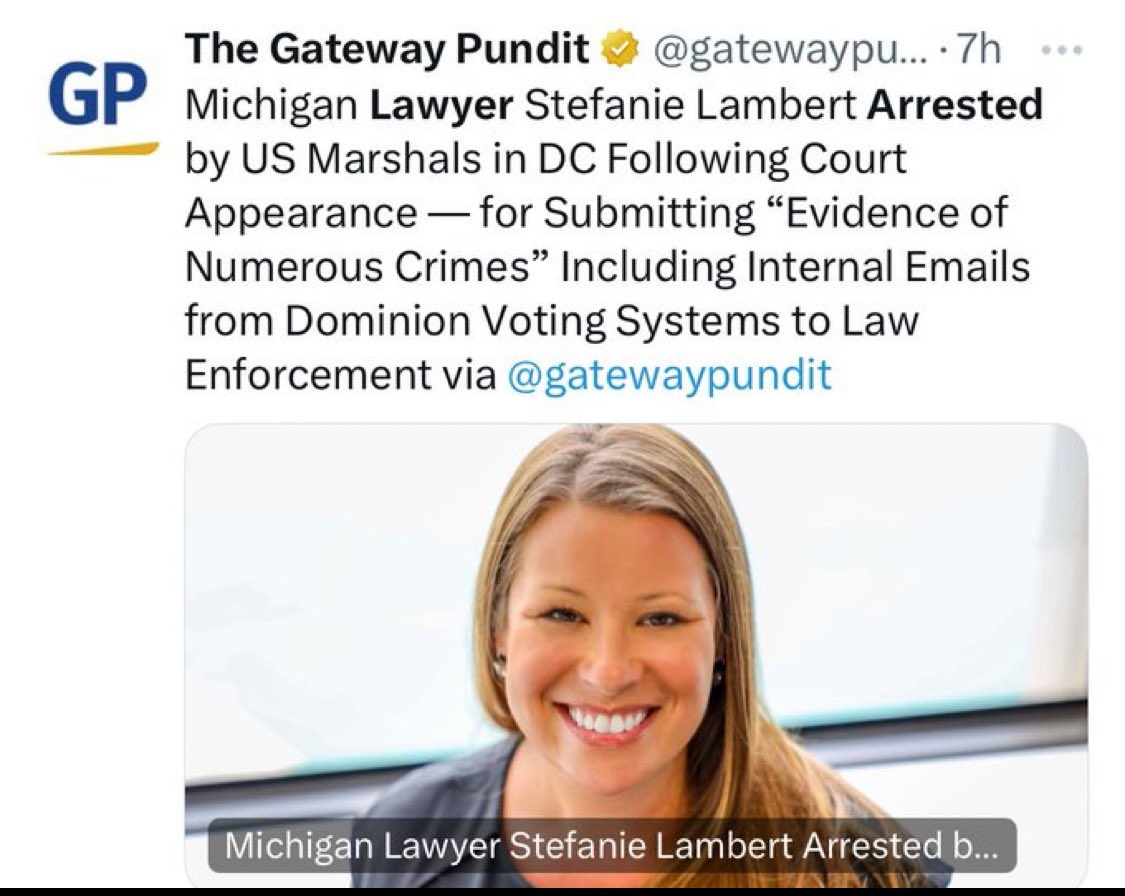 GP
The Gateway Pundit @gatewaypu... · 7h
Michigan Lawyer Stefanie Lambert Arrested
by US Marshals in DC Following Court
Appearance — for Submitting “Evidence of
Numerous Crimes” Including Internal Emails
from Dominion Voting Systems to Law
Enforcement via @gatewaypundit
Michigan Lawyer Stefanie Lambert Arrested b...